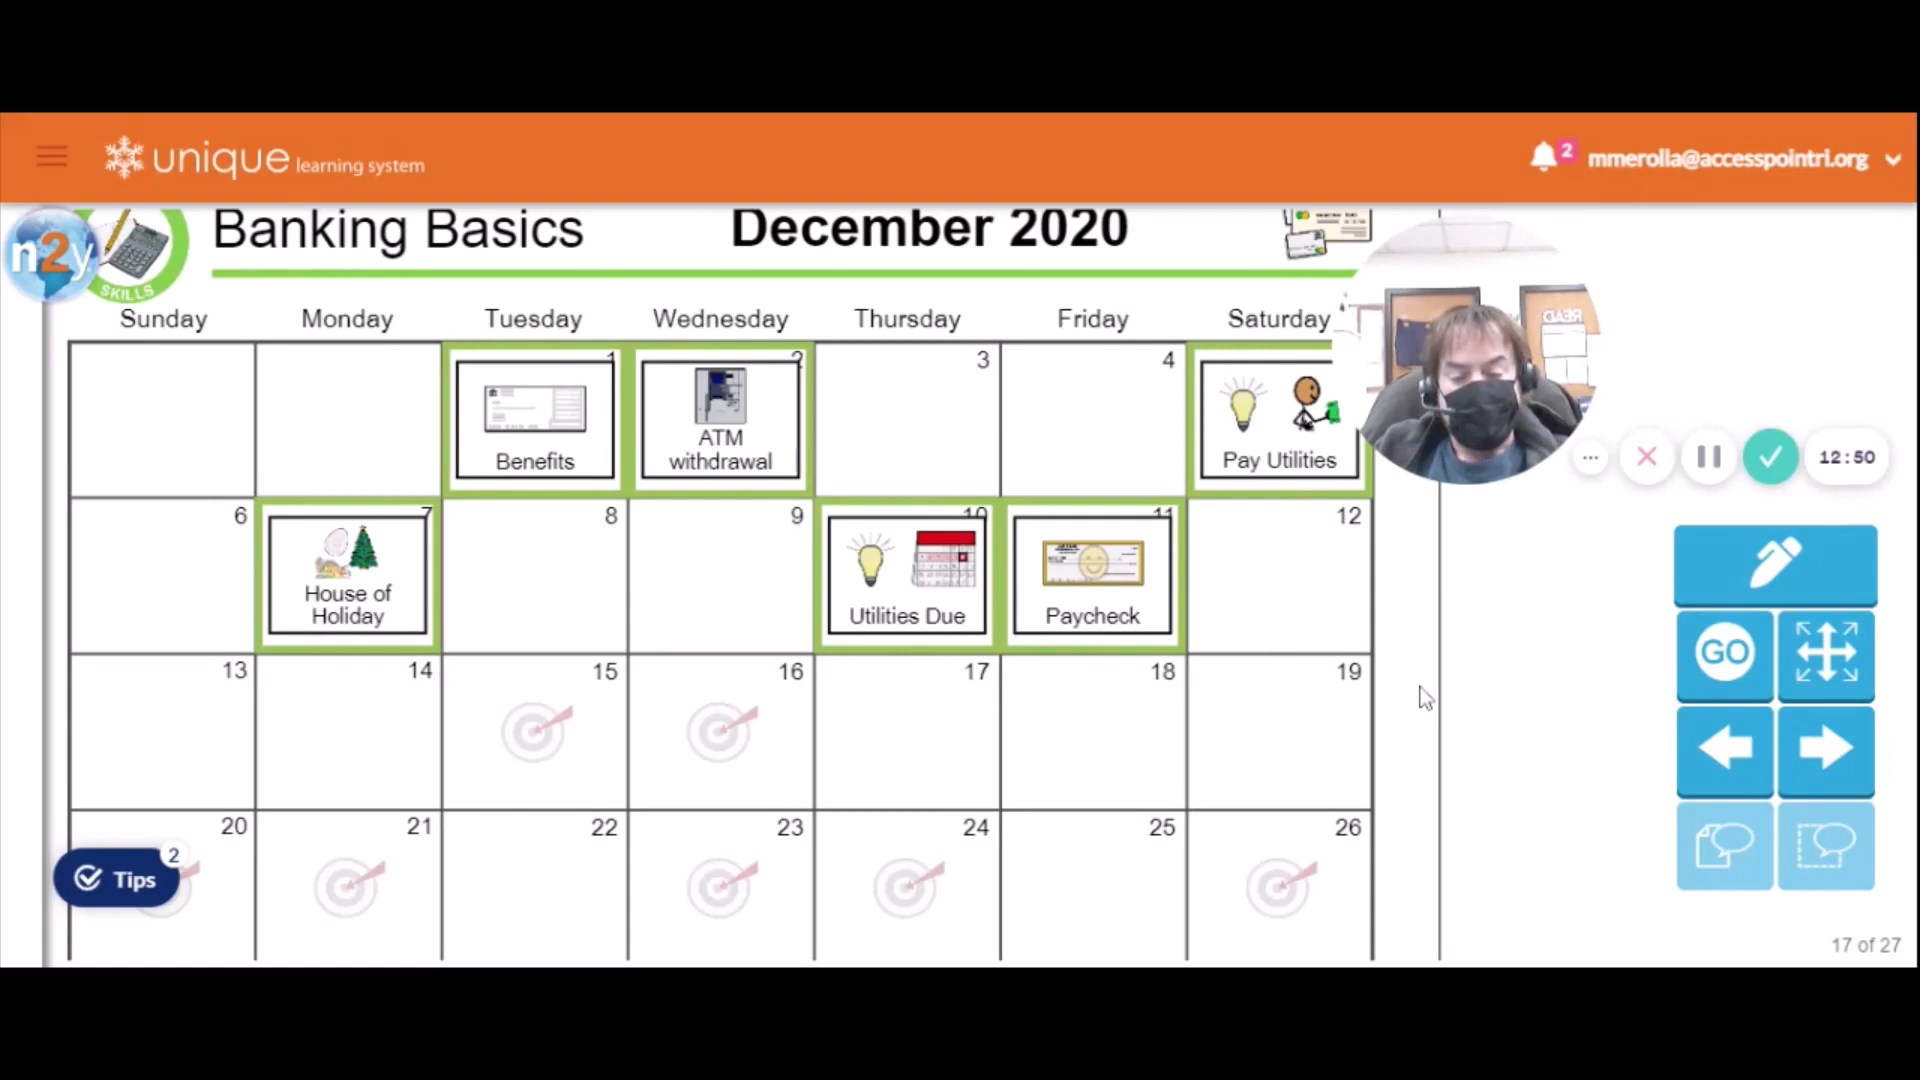 unique learning system
2
mmerolla@accesspointri.org
n2y
SKILLS
Banking Basics
December 2020
Sunday Monday Tuesday Wednesday Thursday Friday Saturday
1 2 3 4
Benefits
ATM
withdrawal
Pay Utilities
READ
6 7 8 9 10 11 12
House of
Holiday
Utilities Due
Paycheck
12:50
GO
13 14 15 16 17 18 19
20 21 22 23 24 25 26
Tips 2
17 of 27